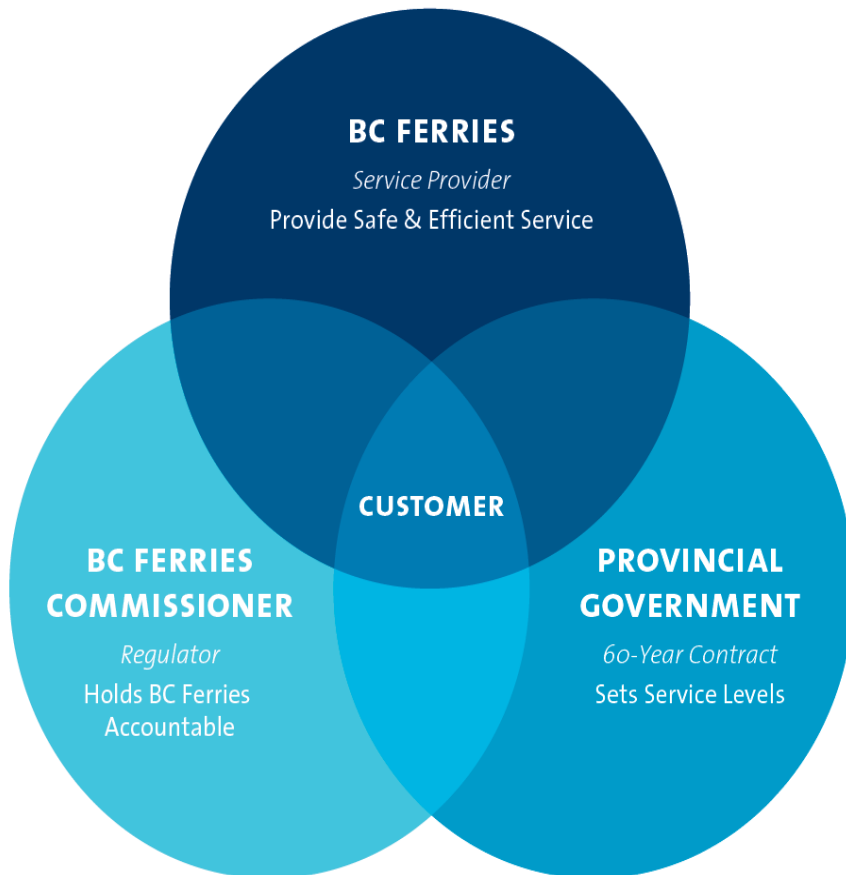 BC FERRIES
Service Provider
Provide Safe & Efficient Service
CUSTOMER
BC FERRIES
COMMISSIONER
Regulator
Holds BC Ferries
Accountable
PROVINCIAL
GOVERNMENT
60-Year Contract
Sets Service Levels